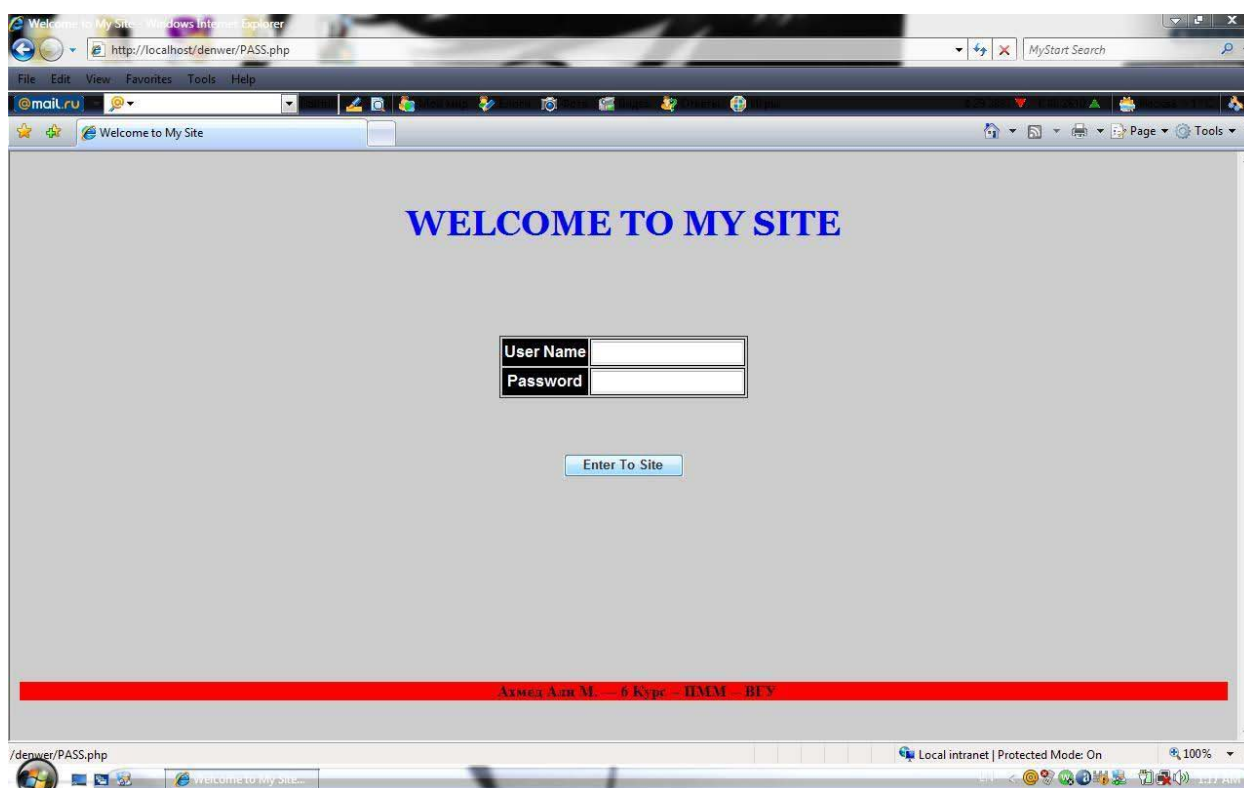 Welcome to My Site - Windows Internet Explorer
http://localhost/denwer/PASS.php
MyStart Search
File Edit View Favorites Tools Help
@mail.ru
Welcome to My Site
Page Tools
WELCOME TO MY SITE
User Name
Password
Enter To Site
Ахмед Али М. — 6 Курс – ПММ – ВГУ
/denwer/PASS.php
Local intranet | Protected Mode: On
100%
Welcome to My Site...
1:17 AM